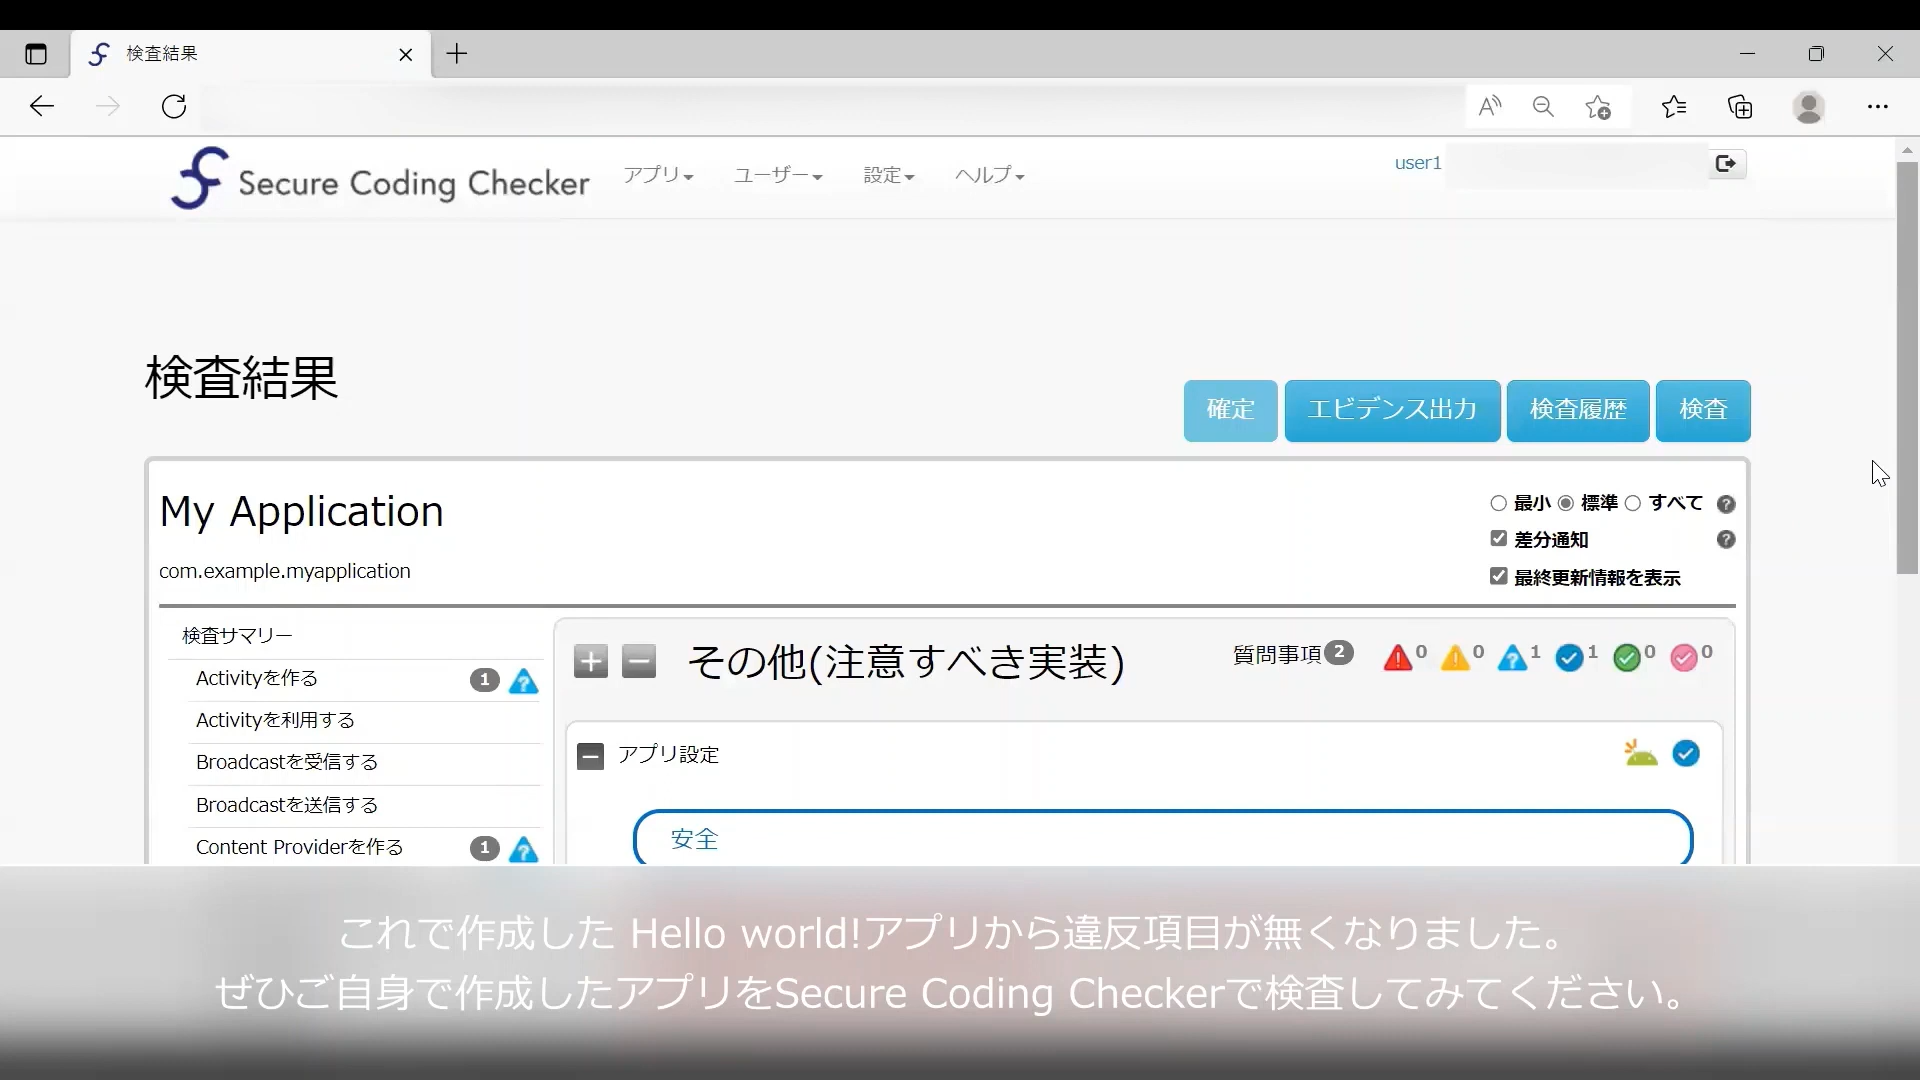 検査結果
Secure Coding Checker
アプリ
ユーザー
設定
ヘルプ
user1
検査結果
確定
エビデンス出力
検査履歴
検査
My Application
com.example.myapplication
最小 標準 すべて
差分通知
最終更新情報を表示
検査サマリー
Activityを作る 1
Activityを利用する
Broadcastを受信する
Broadcastを送信する
Content Providerを作る 1
その他(注意すべき実装)
質問事項 2 0 0 1 1 0 0
アプリ設定
安全
これで作成した Hello world!アプリから違反項目が無くなりました。
ぜひご自身で作成したアプリをSecure Coding Checkerで検査してみてください。